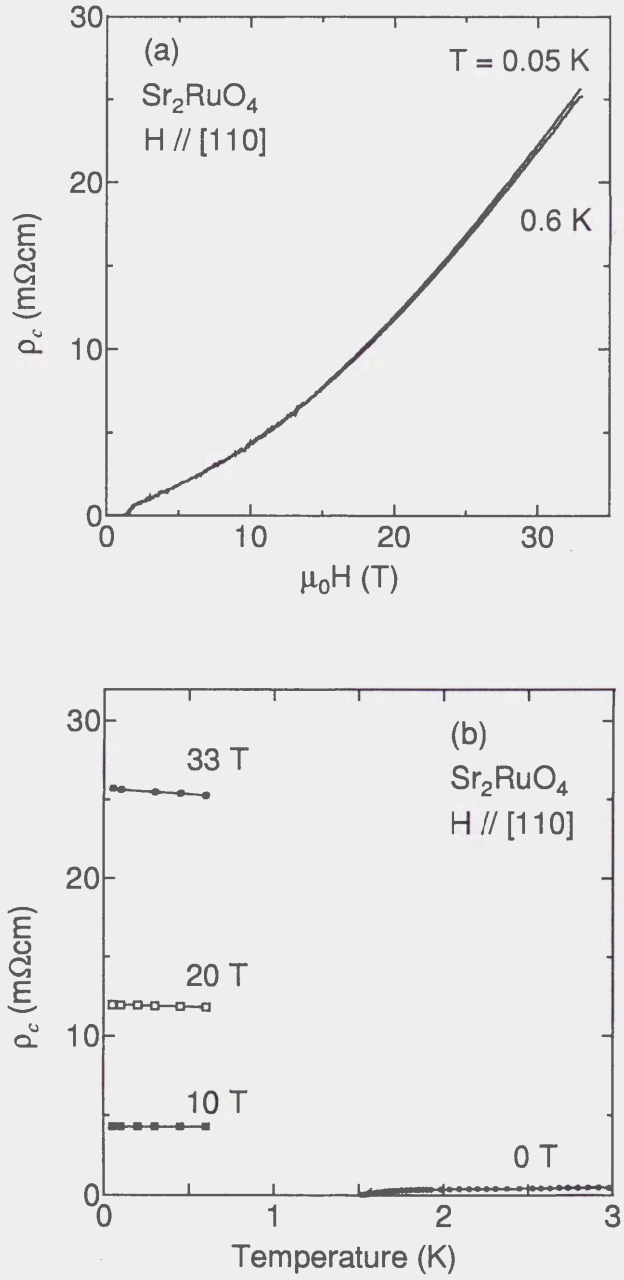 30
(a)
T = 0.05 K
Sr₂RuO₄
H // [110]
20
0.6 K
ρc (mΩcm)
10
0
0 10 20 30
μ₀H (T)
30
(b)
33 T
Sr₂RuO₄
H // [110]
20
20 T
ρc (mΩcm)
10
10 T
0 T
0
0 1 2 3
Temperature (K)